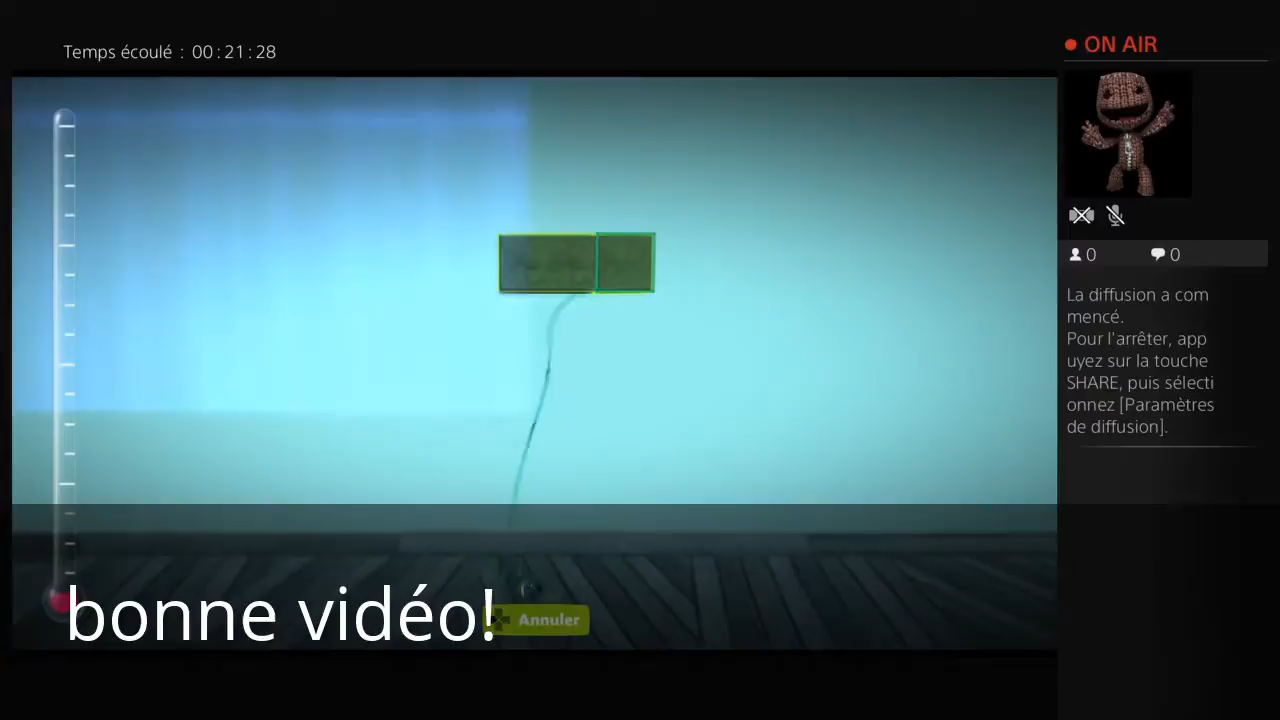 Temps écoulé : 00:21:28
ON AIR
0 0
La diffusion a com
mencé.
Pour l'arrêter, app
uyez sur la touche
SHARE, puis sélecti
onnez [Paramètres
de diffusion].
bonne vidéo!
Annuler